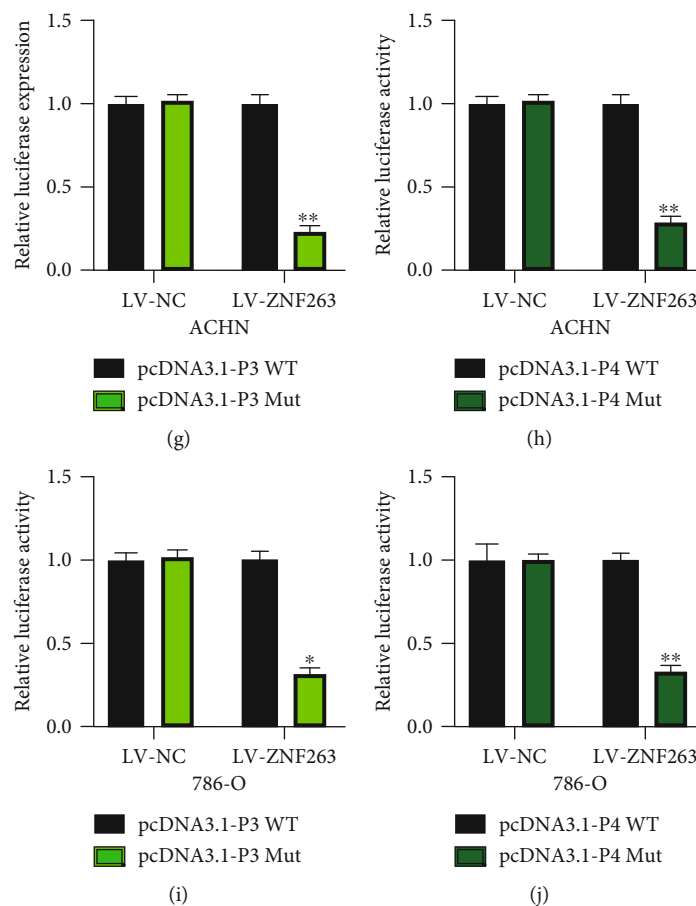 Relative luciferase expression
1.5
1.0
0.5
0.0
**
LV-NC
LV-ZNF263
ACHN
pcDNA3.1-P3 WT
pcDNA3.1-P3 Mut
(g)
Relative luciferase activity
1.5
1.0
0.5
0.0
**
LV-NC
LV-ZNF263
ACHN
pcDNA3.1-P4 WT
pcDNA3.1-P4 Mut
(h)
Relative luciferase activity
1.5
1.0
0.5
0.0
*
LV-NC
LV-ZNF263
786-O
pcDNA3.1-P3 WT
pcDNA3.1-P3 Mut
(i)
Relative luciferase activity
1.5
1.0
0.5
0.0
**
LV-NC
LV-ZNF263
786-O
pcDNA3.1-P4 WT
pcDNA3.1-P4 Mut
(j)